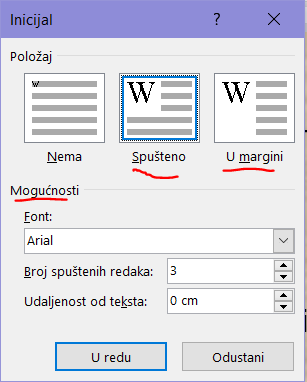 Inicijal ?
Položaj
W W W
Nema Spušteno U margini
Mogućnosti
Font:
Arial
Broj spuštenih redaka: 3
Udaljenost od teksta: 0 cm
U redu Odustani